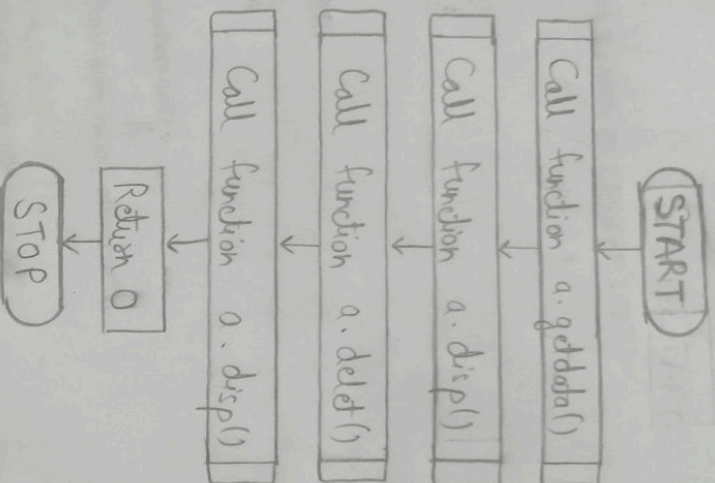 START
Call function a.getdata()
Call function a.disp()
Call function a.delet()
Call function a.disp()
Return 0
STOP